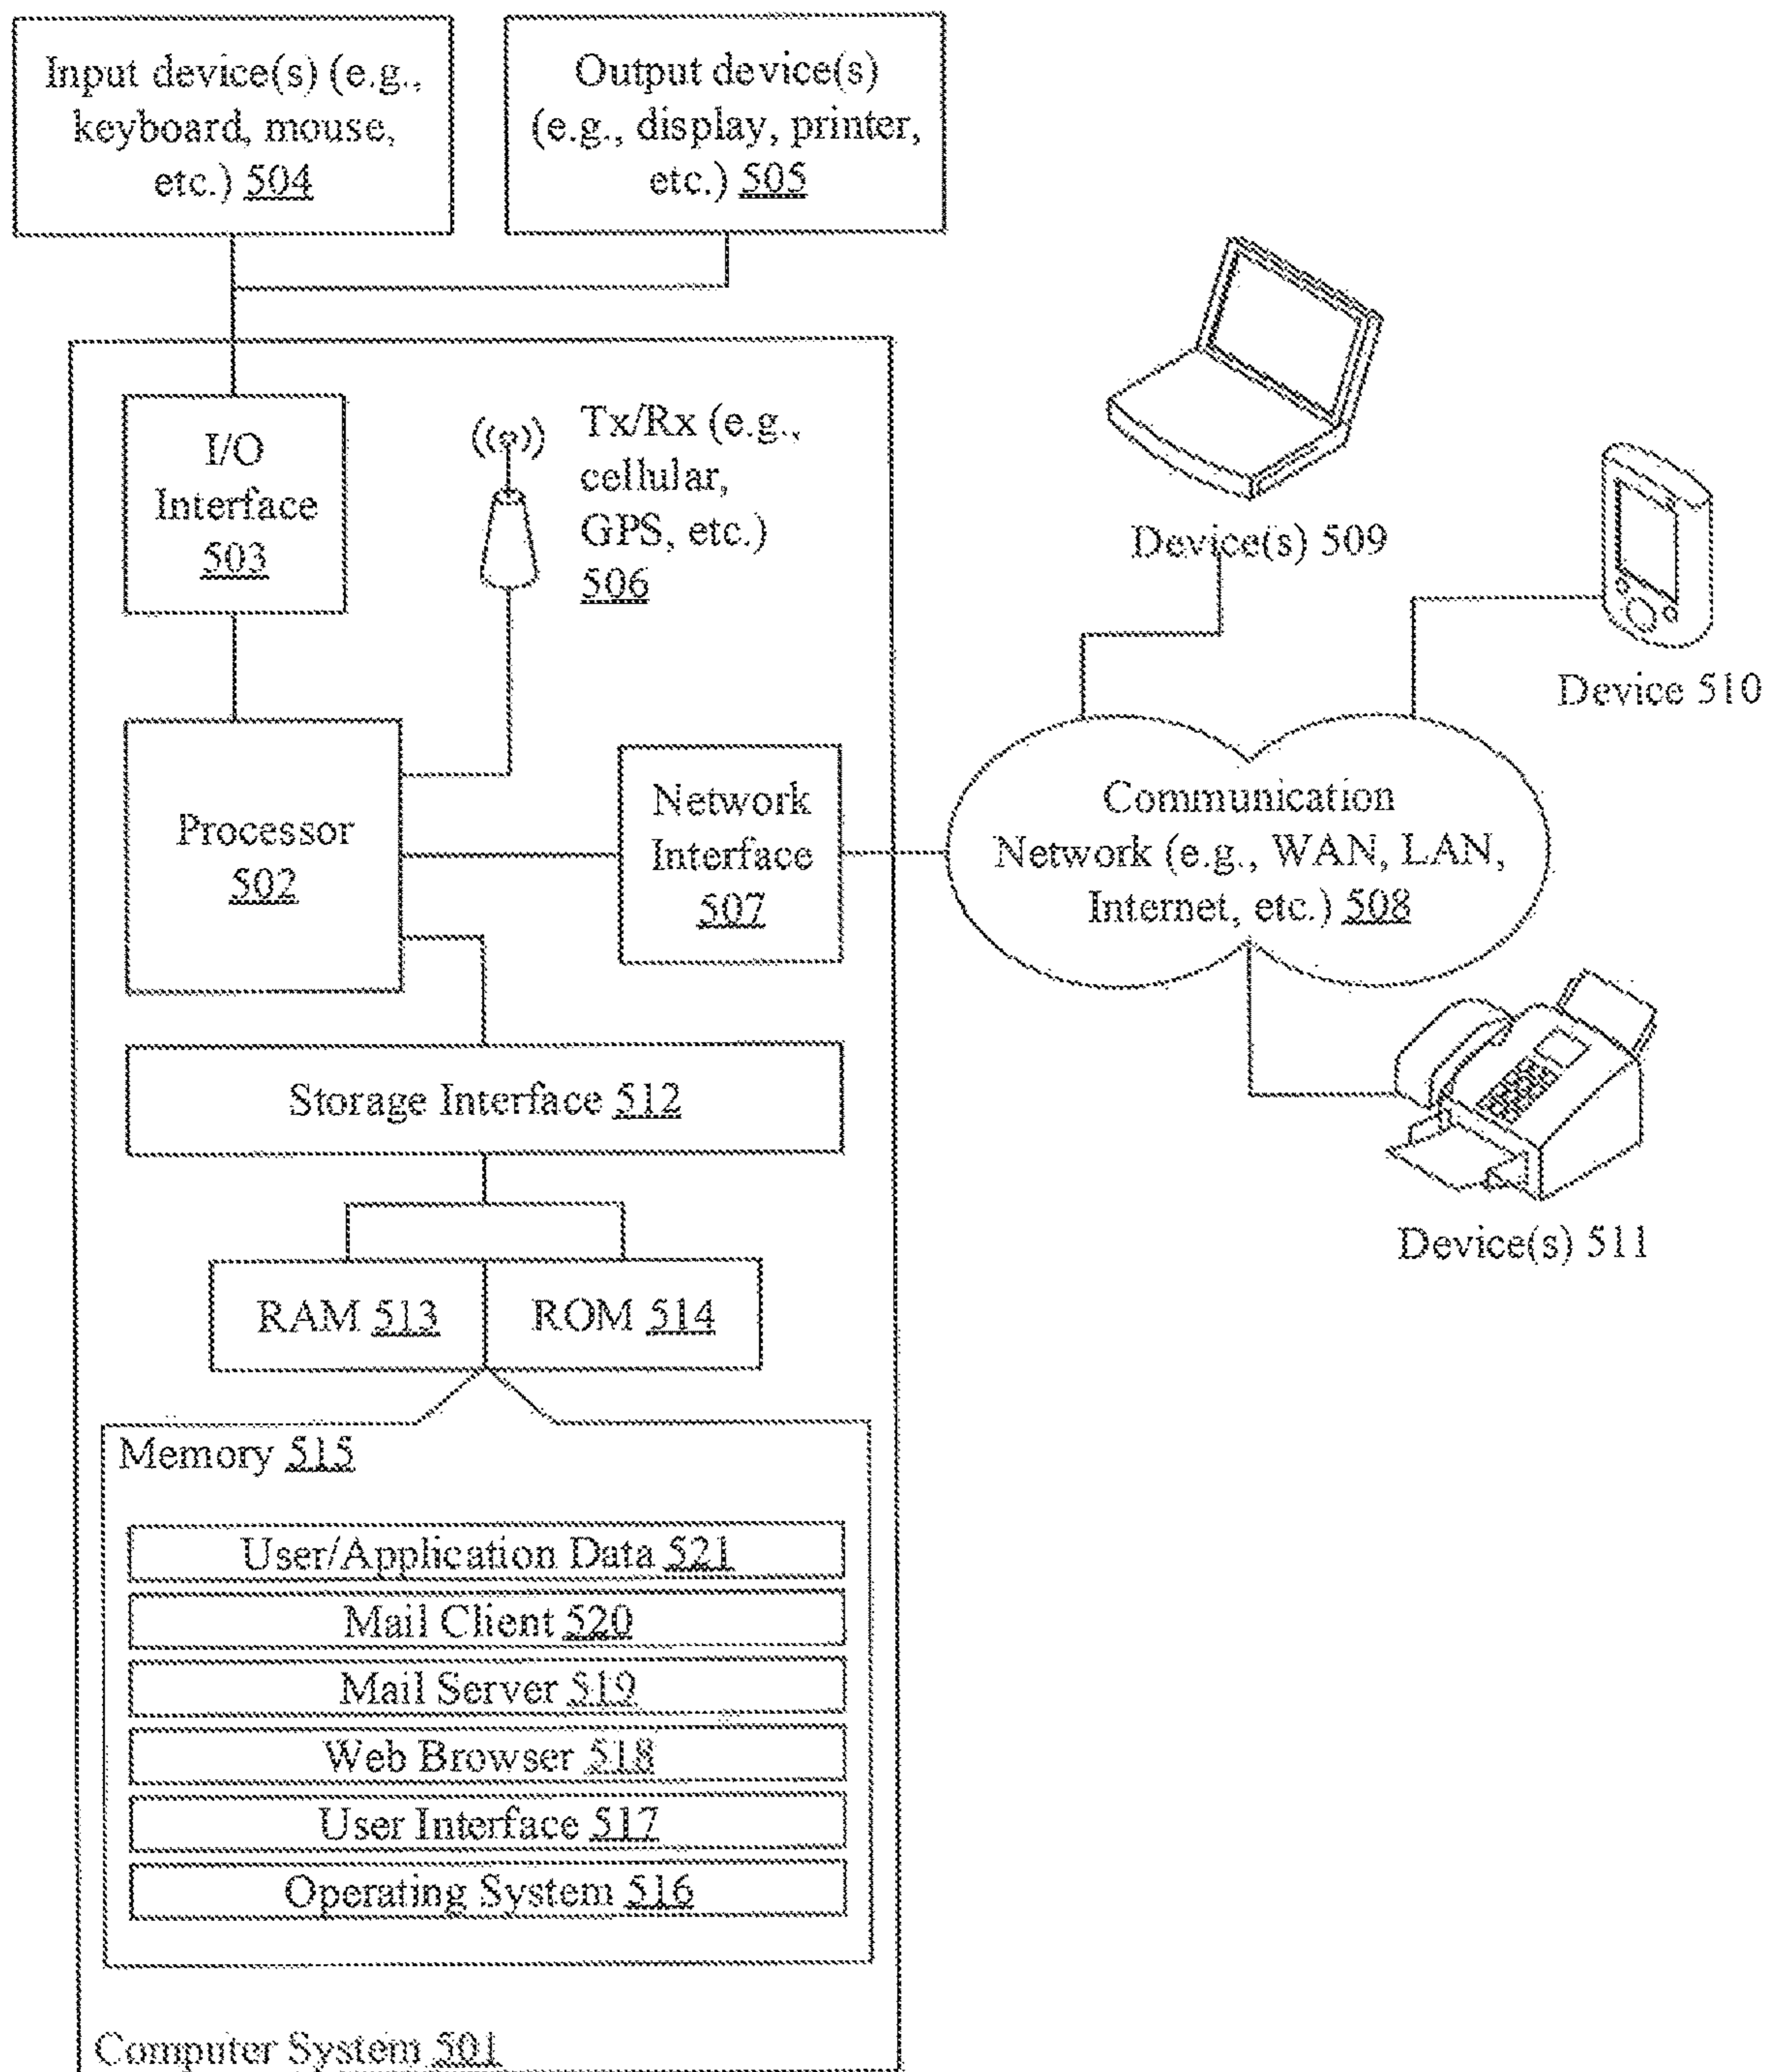 Input device(s) (e.g.,
keyboard, mouse,
etc.) 504
Output device(s)
(e.g., display, printer,
etc.) 505
I/O
Interface
503
Tx/Rx (e.g.,
cellular,
GPS, etc.)
506
Device(s) 509
Device 510
Processor
502
Network
Interface
507
Communication
Network (e.g., WAN, LAN,
Internet, etc.) 508
Storage Interface 512
Device(s) 511
RAM 513
ROM 514
Memory 515
User/Application Data 521
Mail Client 520
Mail Server 519
Web Browser 518
User Interface 517
Operating System 516
Computer System 501